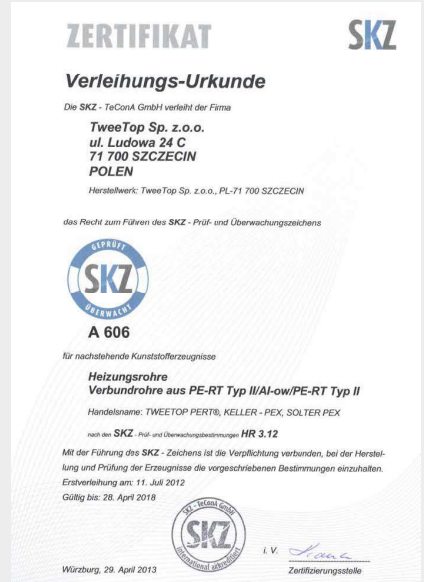 ZERTIFIKAT
SKZ
Verleihungs-Urkunde
Die SKZ - TeConA GmbH verleiht der Firma
TweeTop Sp. z.o.o.
ul. Ludowa 24 C
71 700 SZCZECIN
POLEN
Herstellwerk: TweeTop Sp. z.o.o., PL-71 700 SZCZECIN
das Recht zum Führen des SKZ - Prüf- und Überwachungszeichens
GEPRÜFT
SKZ
ÜBERWACHT
A 606
für nachstehende Kunststofferzeugnisse
Heizungsrohre
Verbundrohre aus PE-RT Typ II/Al-ow/PE-RT Typ II
Handelsname: TWEETOP PERT®, KELLER - PEX, SOLTER PEX
nach den SKZ - Prüf- und Überwachungsbestimmungen HR 3.12
Mit der Führung des SKZ - Zeichens ist die Verpflichtung verbunden, bei der Herstel-
lung und Prüfung der Erzeugnisse die vorgeschriebenen Bestimmungen einzuhalten.
Erstverleihung am: 11. Juli 2012
Gültig bis: 28. April 2018
SKZ - TeConA GmbH
SKZ
international akkreditiert
i. V.
Würzburg, 29. April 2013
Zertifizierungsstelle